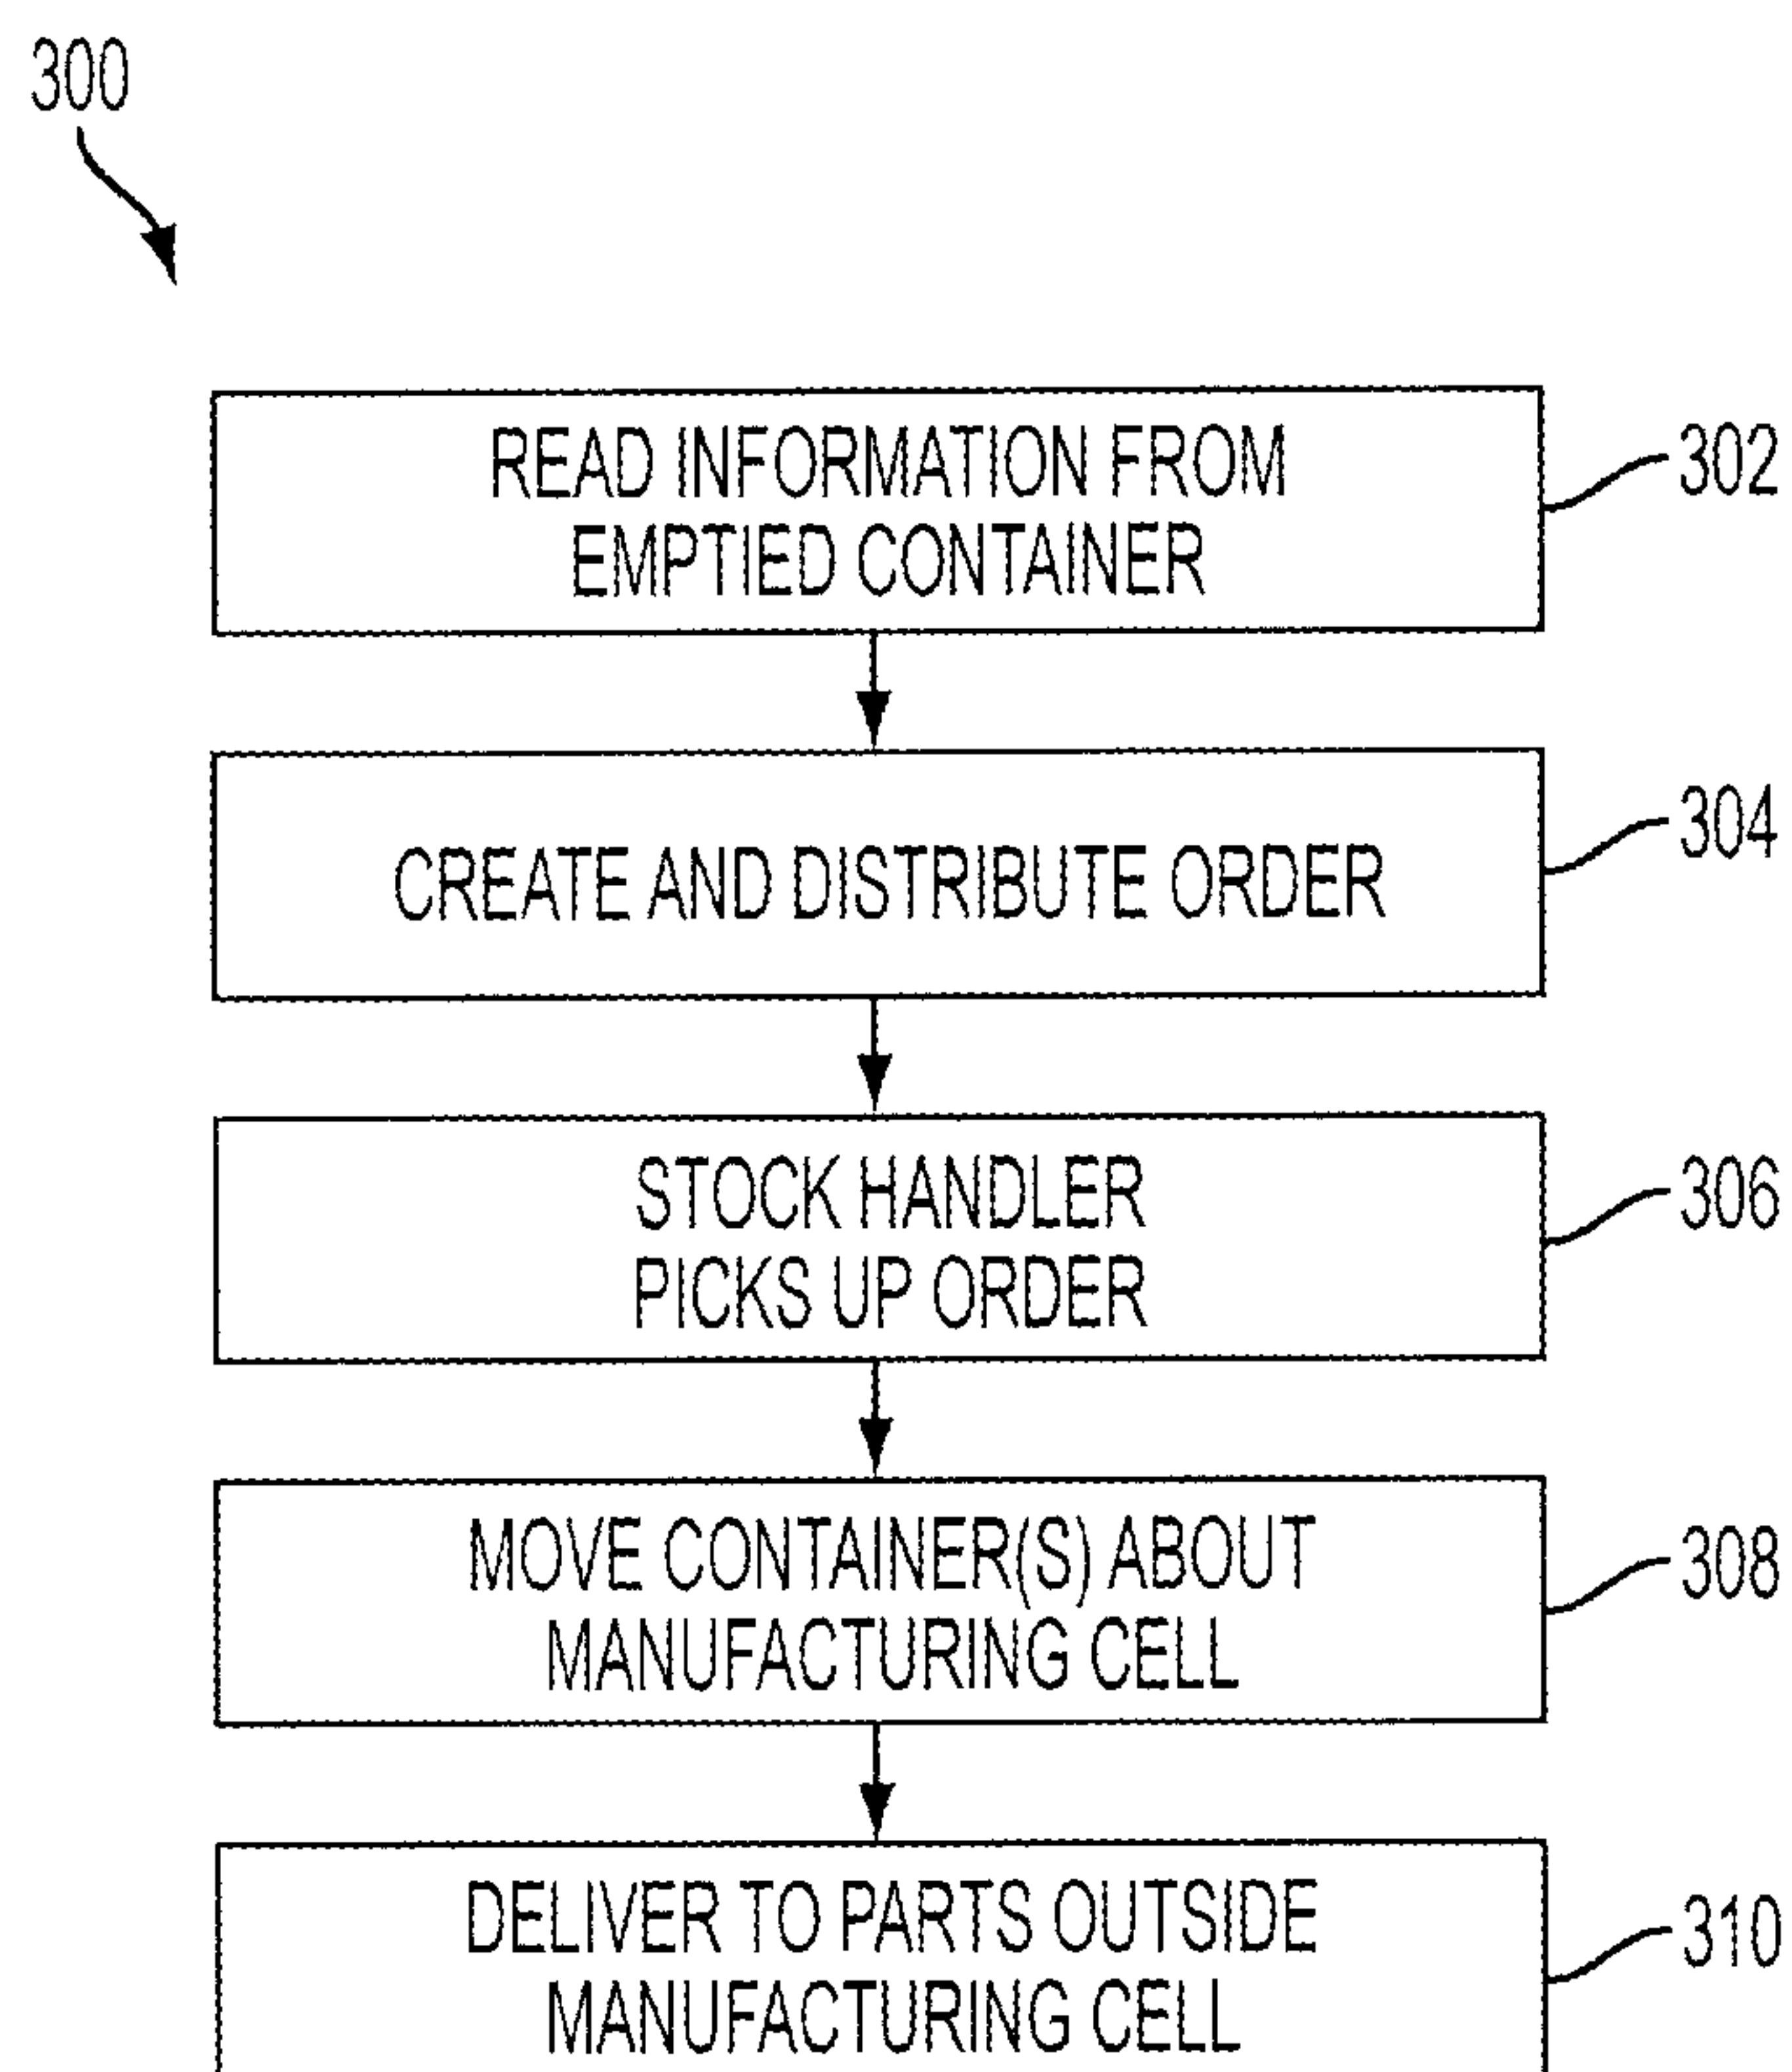 300
READ INFORMATION FROM
EMPTIED CONTAINER
302
CREATE AND DISTRIBUTE ORDER
304
STOCK HANDLER
PICKS UP ORDER
306
MOVE CONTAINER(S) ABOUT
MANUFACTURING CELL
308
DELIVER TO PARTS OUTSIDE
MANUFACTURING CELL
310